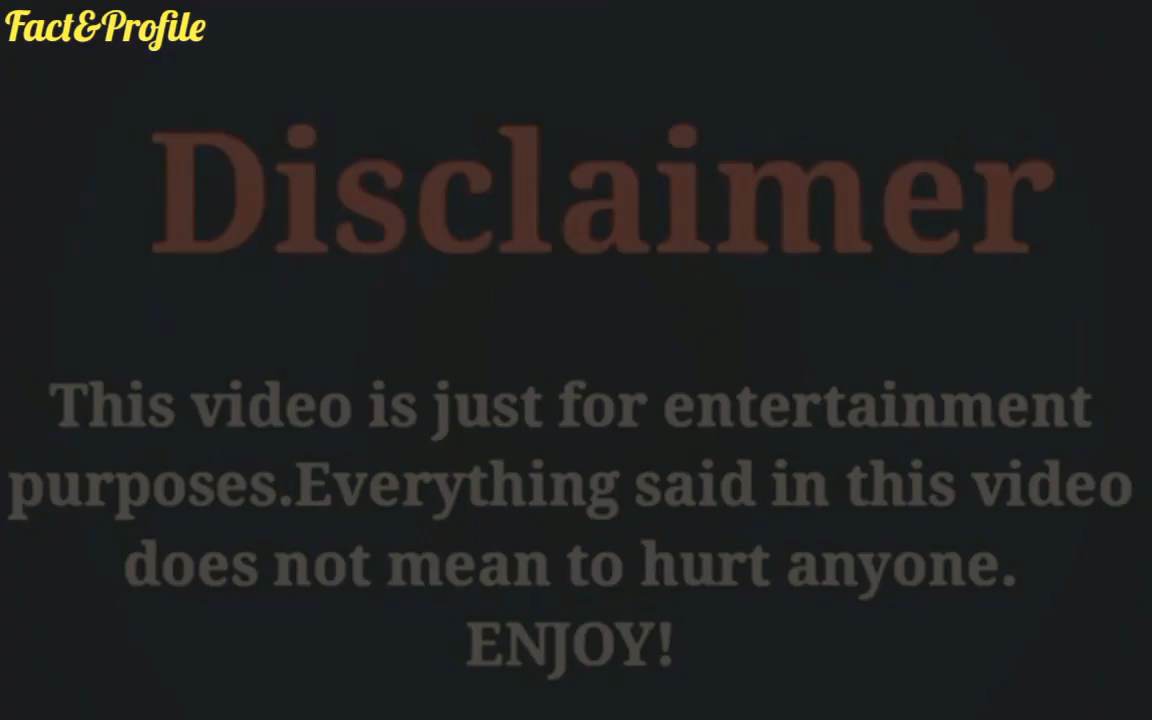 Fact&Profile
Disclaimer
This video is just for entertainment
purposes.Everything said in this video
does not mean to hurt anyone.
ENJOY!